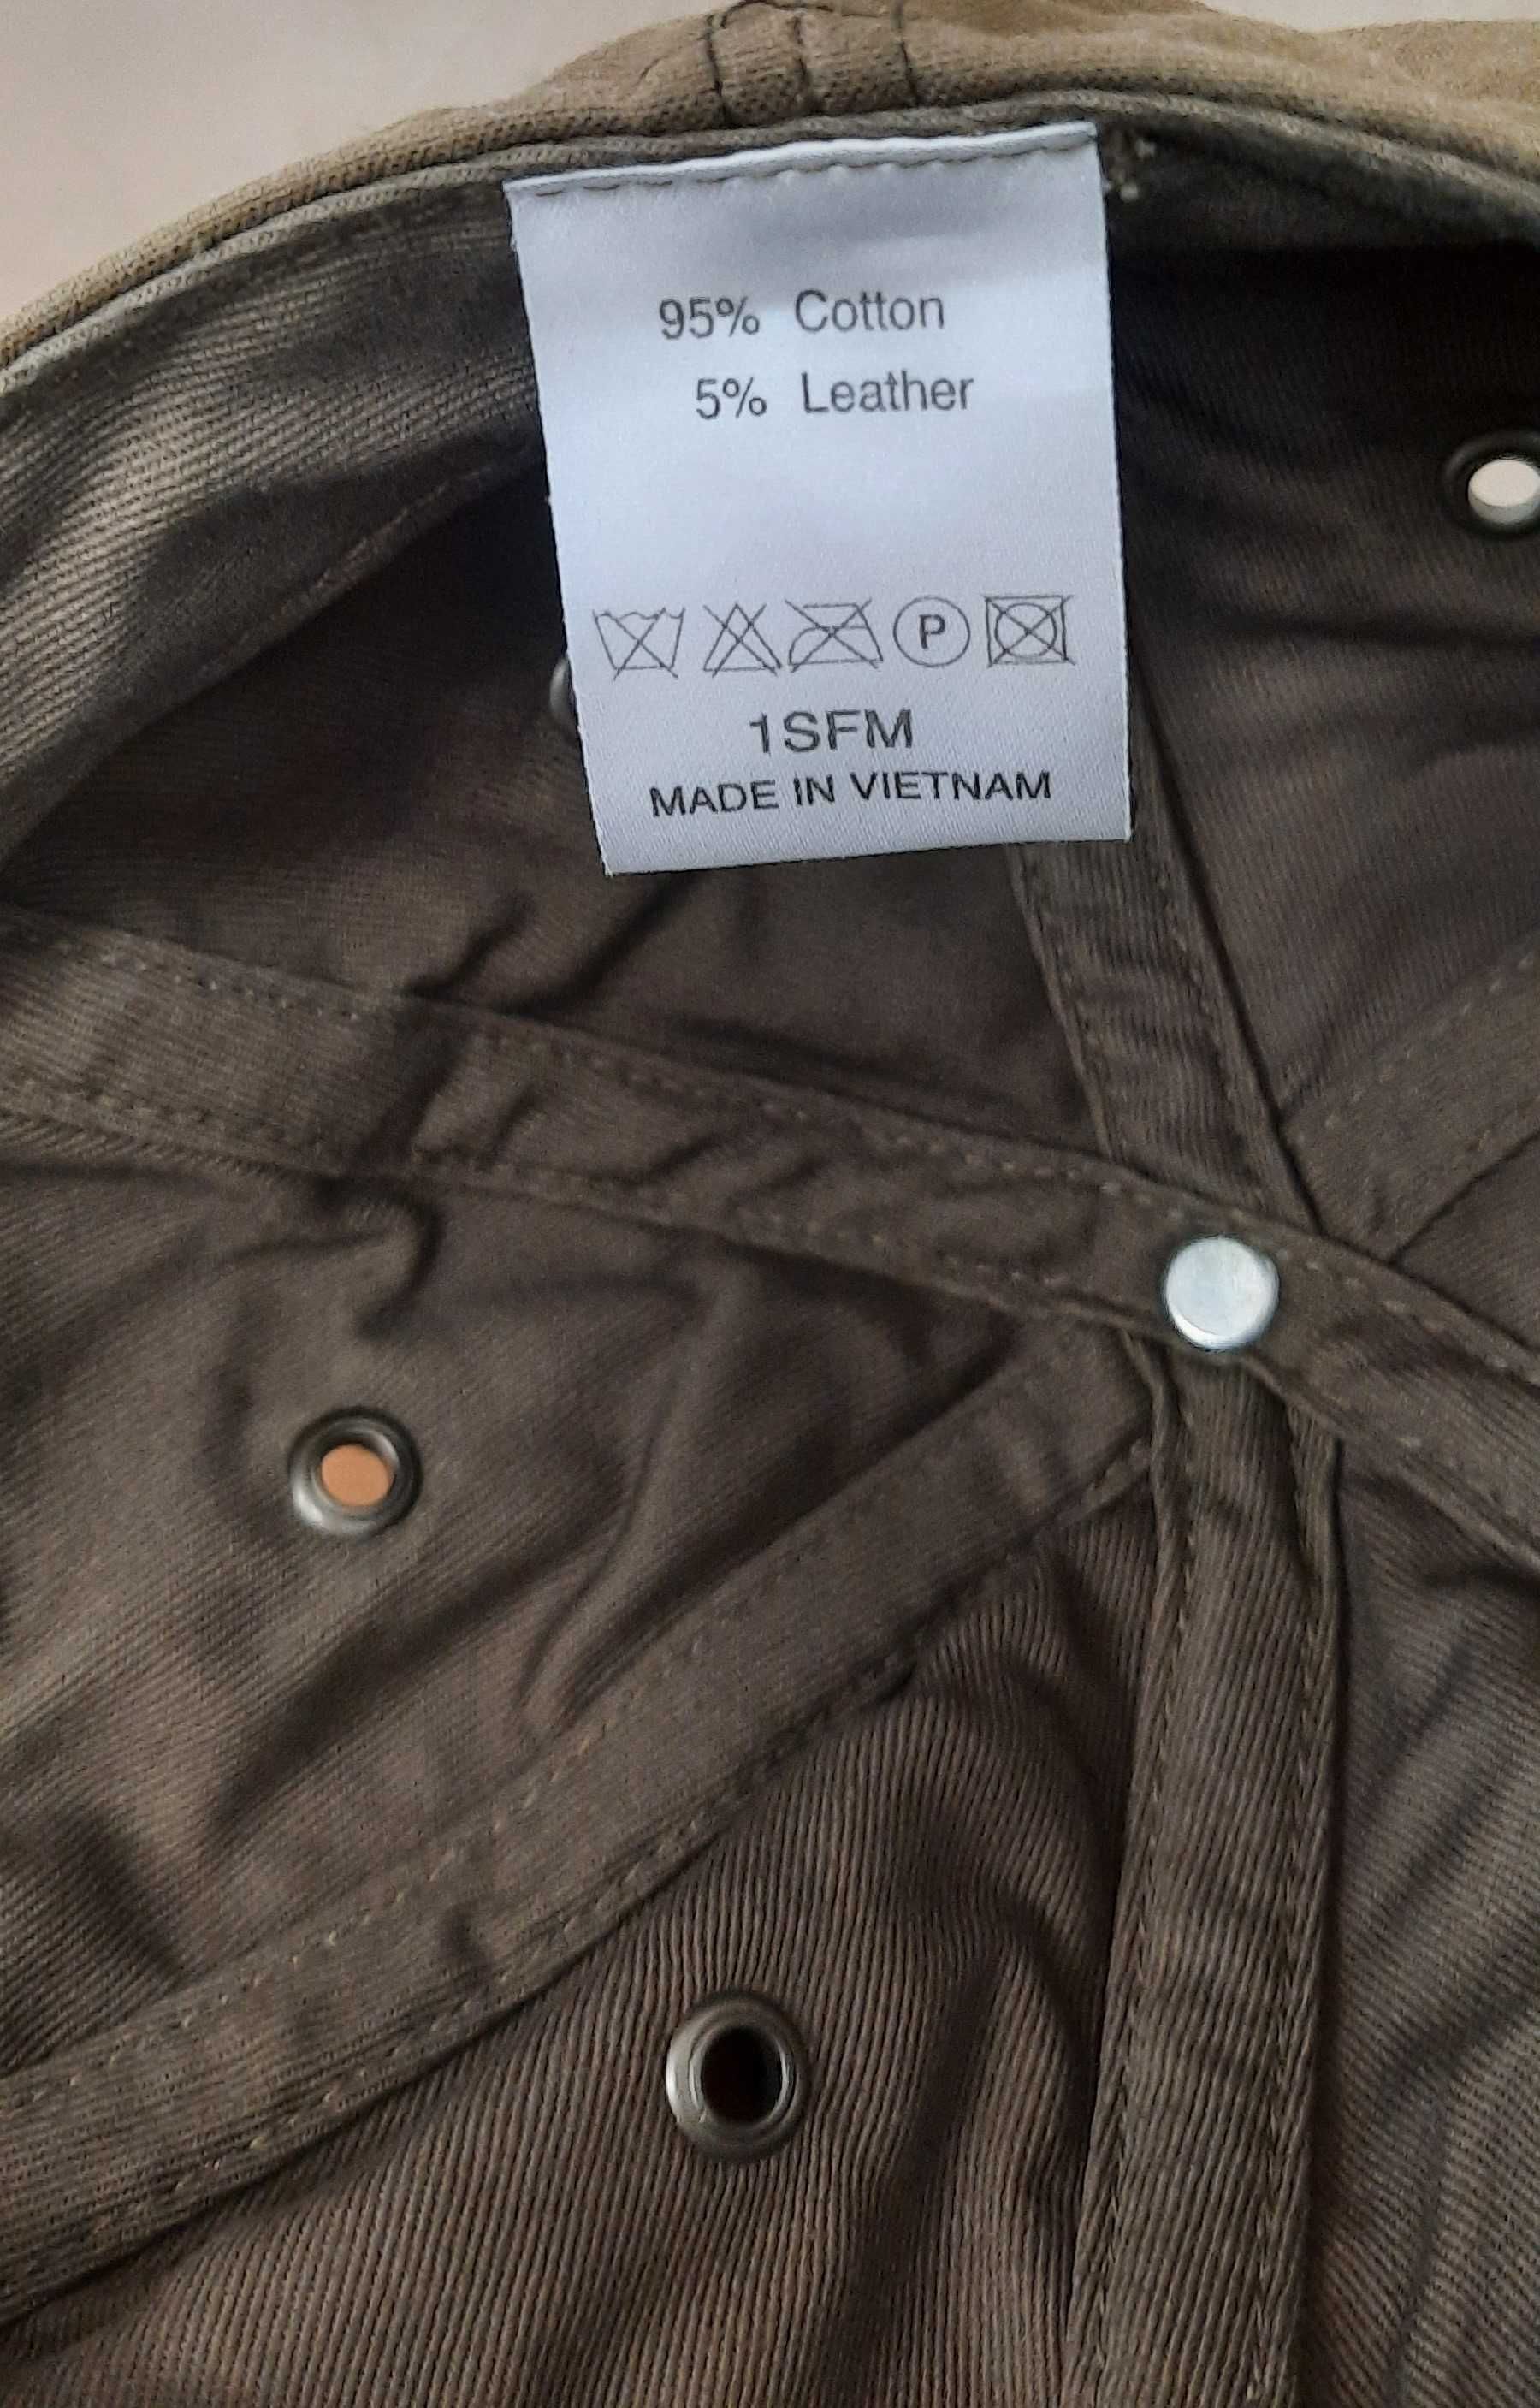 95% Cotton
5% Leather
P
1SFM
MADE IN VIETNAM